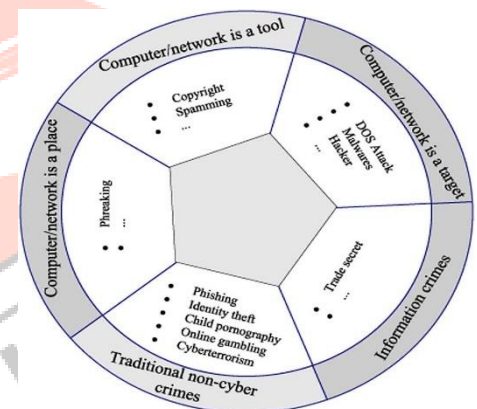 Computer/network is a tool
Copyright
Spamming
...
Computer/network is a target
DOS Attack
Malwares
Hacker
...
Information crimes
Trade secret
...
Traditional non-cyber
crimes
Phishing
Identity theft
Child pornography
Online gambling
Cyberterrorism
Computer/network is a place
Phreaking
...